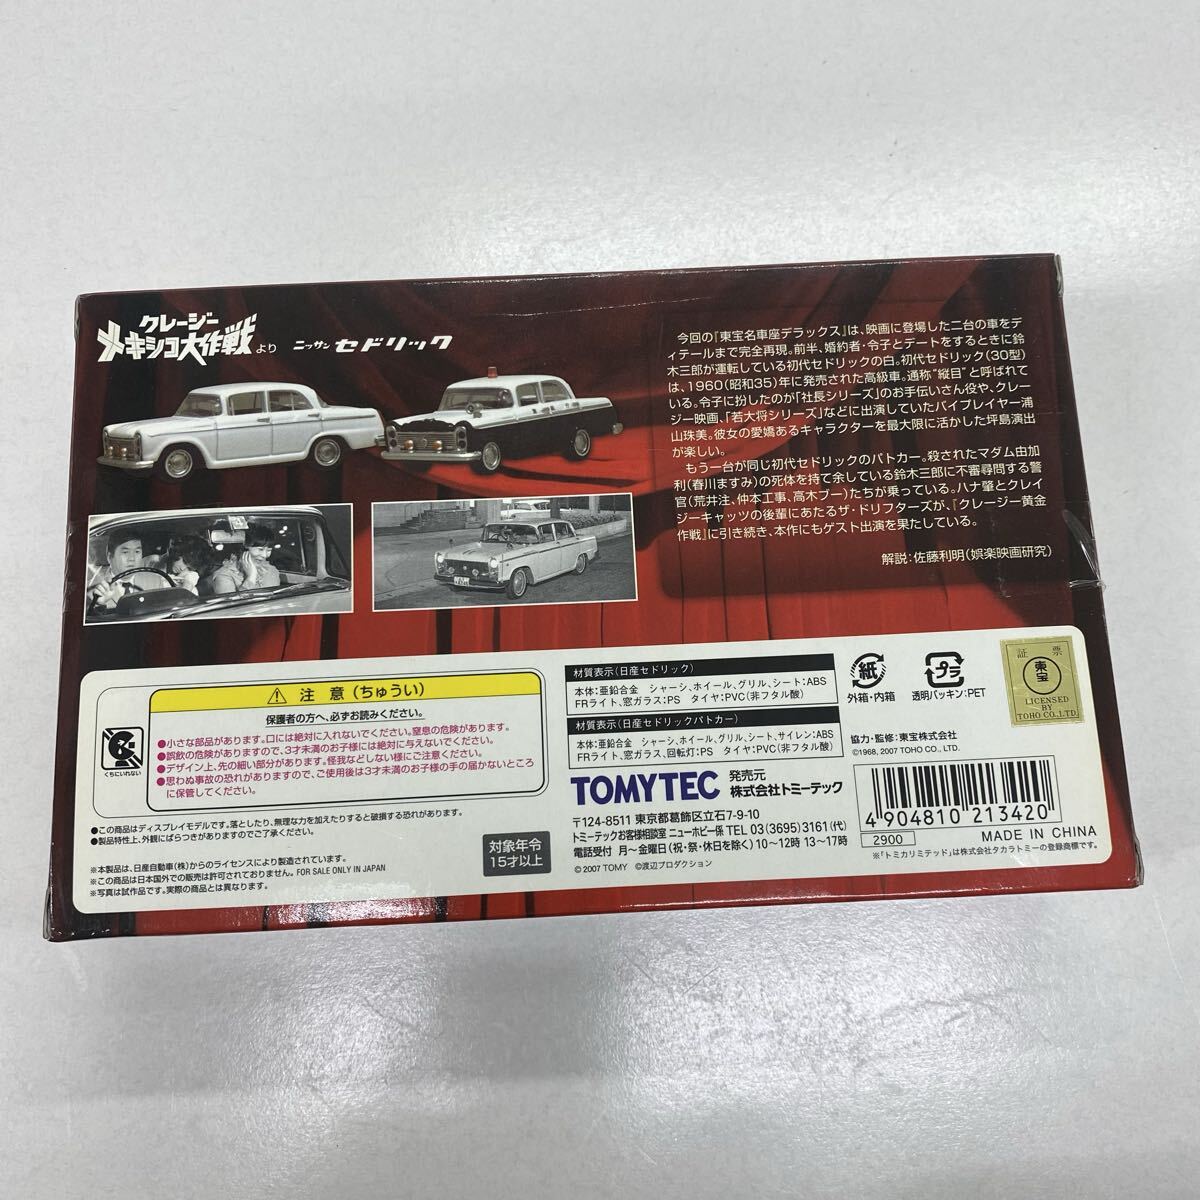 クレージー
メキシコ大作戦より ニッサン セドリック
今回の『東宝名車座デラックス』は、映画に登場した二台の車をディ
テールまで完全再現。前半、婚約者・令子とデートをするときに鈴
木三郎が運転している初代セドリックの白。初代セドリック(30型)
は、1960(昭和35)年に発売された高級車。通称"縦目"と呼ばれて
いる。令子に扮したのが『社長シリーズ』のお手伝いさん役や、クレー
ジー映画、『若大将シリーズ』などに出演していたバイプレイヤー浦
山珠美。彼女の愛嬌あるキャラクターを最大限に活かした坪島演出
が楽しい。
もう一台が同じ初代セドリックのパトカー。殺されたマダム由加
利(春川ますみ)の死体を持て余している鈴木三郎に不審尋問する警
官(荒井注、仲本工事、高木ブー)たちが乗っている。ハナ肇とクレイ
ジーキャッツの後輩にあたるザ・ドリフターズが、『クレージー黄金
作戦』に引き続き、本作にもゲスト出演を果たしている。
解説:佐藤利明(娯楽映画研究)
くちにいれない
注 意(ちゅうい)
保護者の方へ、必ずお読みください。
●小さな部品があります。口には絶対に入れないでください。窒息の危険があります。
●誤飲の危険がありますので、3才未満のお子様には絶対に与えないでください。
●デザイン上、先の細い部分があります。怪我などしない様にご注意ください。
●思わぬ事故の恐れがありますので、ご使用後は3才未満のお子様の手の届かないところ
に保管してください。
●この商品はディスプレイモデルです。落としたり、無理な力を加えたりすると破損する恐れがあります。
●製品特性上、外観にばらつきがありますのでご了承ください。
※本製品は、日産自動車(株)からのライセンスにより製造されています。
※この商品は日本国外での販売は許可されておりません。FOR SALE ONLY IN JAPAN
※写真は試作品です。実際の商品とは異なります。
対象年令
15才以上
材質表示(日産セドリック)
本体:亜鉛合金 シャーシ、ホイール、グリル、シート:ABS
FRライト、窓ガラス:PS タイヤ:PVC(非フタル酸)
材質表示(日産セドリックパトカー)
本体:亜鉛合金 シャーシ、ホイール、グリル、シート、サイレン:ABS
FRライト、窓ガラス、回転灯:PS タイヤ:PVC(非フタル酸)
TOMYTEC 発売元
株式会社トミーテック
〒124-8511 東京都葛飾区立石7-9-10
トミーテックお客様相談室 ニューホビー係 TEL 03(3695)3161(代)
電話受付 月〜金曜日(祝・祭・休日を除く)10〜12時 13〜17時
©2007 TOMY ©渡辺プロダクション
紙
外箱・内箱
プラ
透明パッキン:PET
証 票
東宝
LICENSED
BY
TOHO CO.,LTD.
協力・監修:東宝株式会社
©1968, 2007 TOHO CO., LTD.
4 904810 213420
2900
MADE IN CHINA
※「トミカリミテッド」は株式会社タカラトミーの登録商標です。